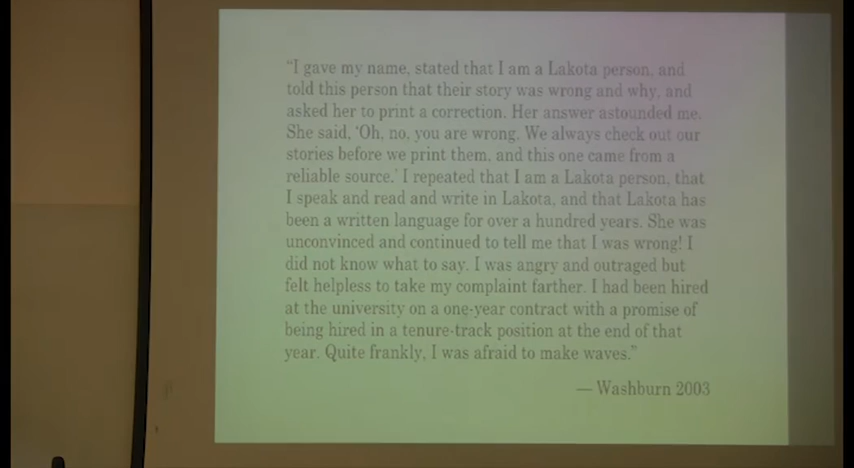 “I gave my name, stated that I am a Lakota person, and
told this person that their story was wrong and why, and
asked her to print a correction. Her answer astounded me.
She said, ‘Oh, no, you are wrong. We always check out our
stories before we print them, and this one came from a
reliable source.’ I repeated that I am a Lakota person, that
I speak and read and write in Lakota, and that Lakota has
been a written language for over a hundred years. She was
unconvinced and continued to tell me that I was wrong! I
did not know what to say. I was angry and outraged but
felt helpless to take my complaint farther. I had been hired
at the university on a one-year contract with a promise of
being hired in a tenure-track position at the end of that
year. Quite frankly, I was afraid to make waves.”
— Washburn 2003